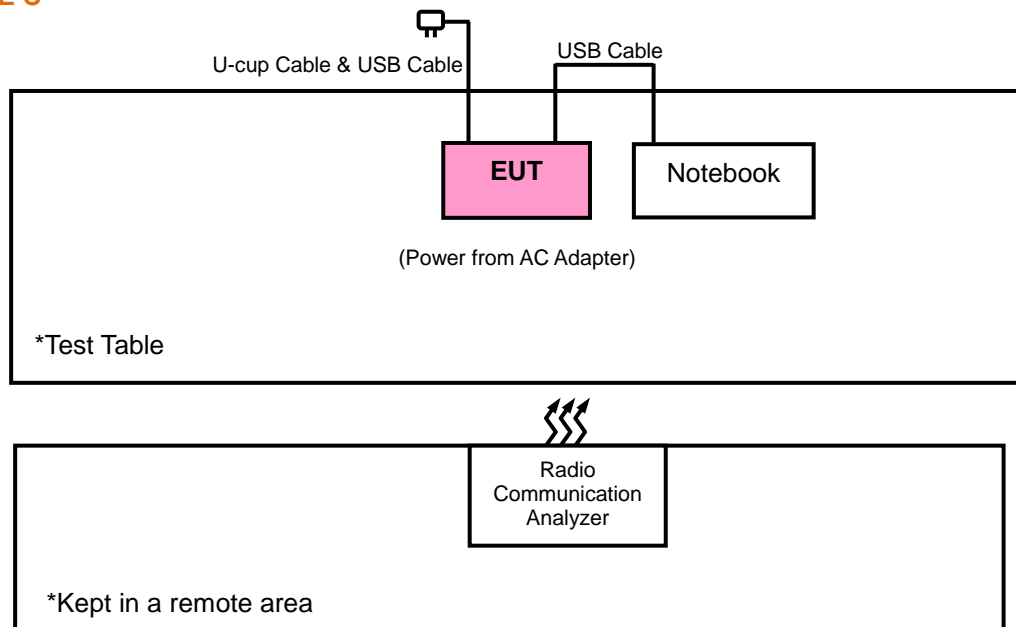 USB Cable
U-cup Cable & USB Cable
EUT
Notebook
(Power from AC Adapter)
*Test Table
Radio
Communication
Analyzer
*Kept in a remote area